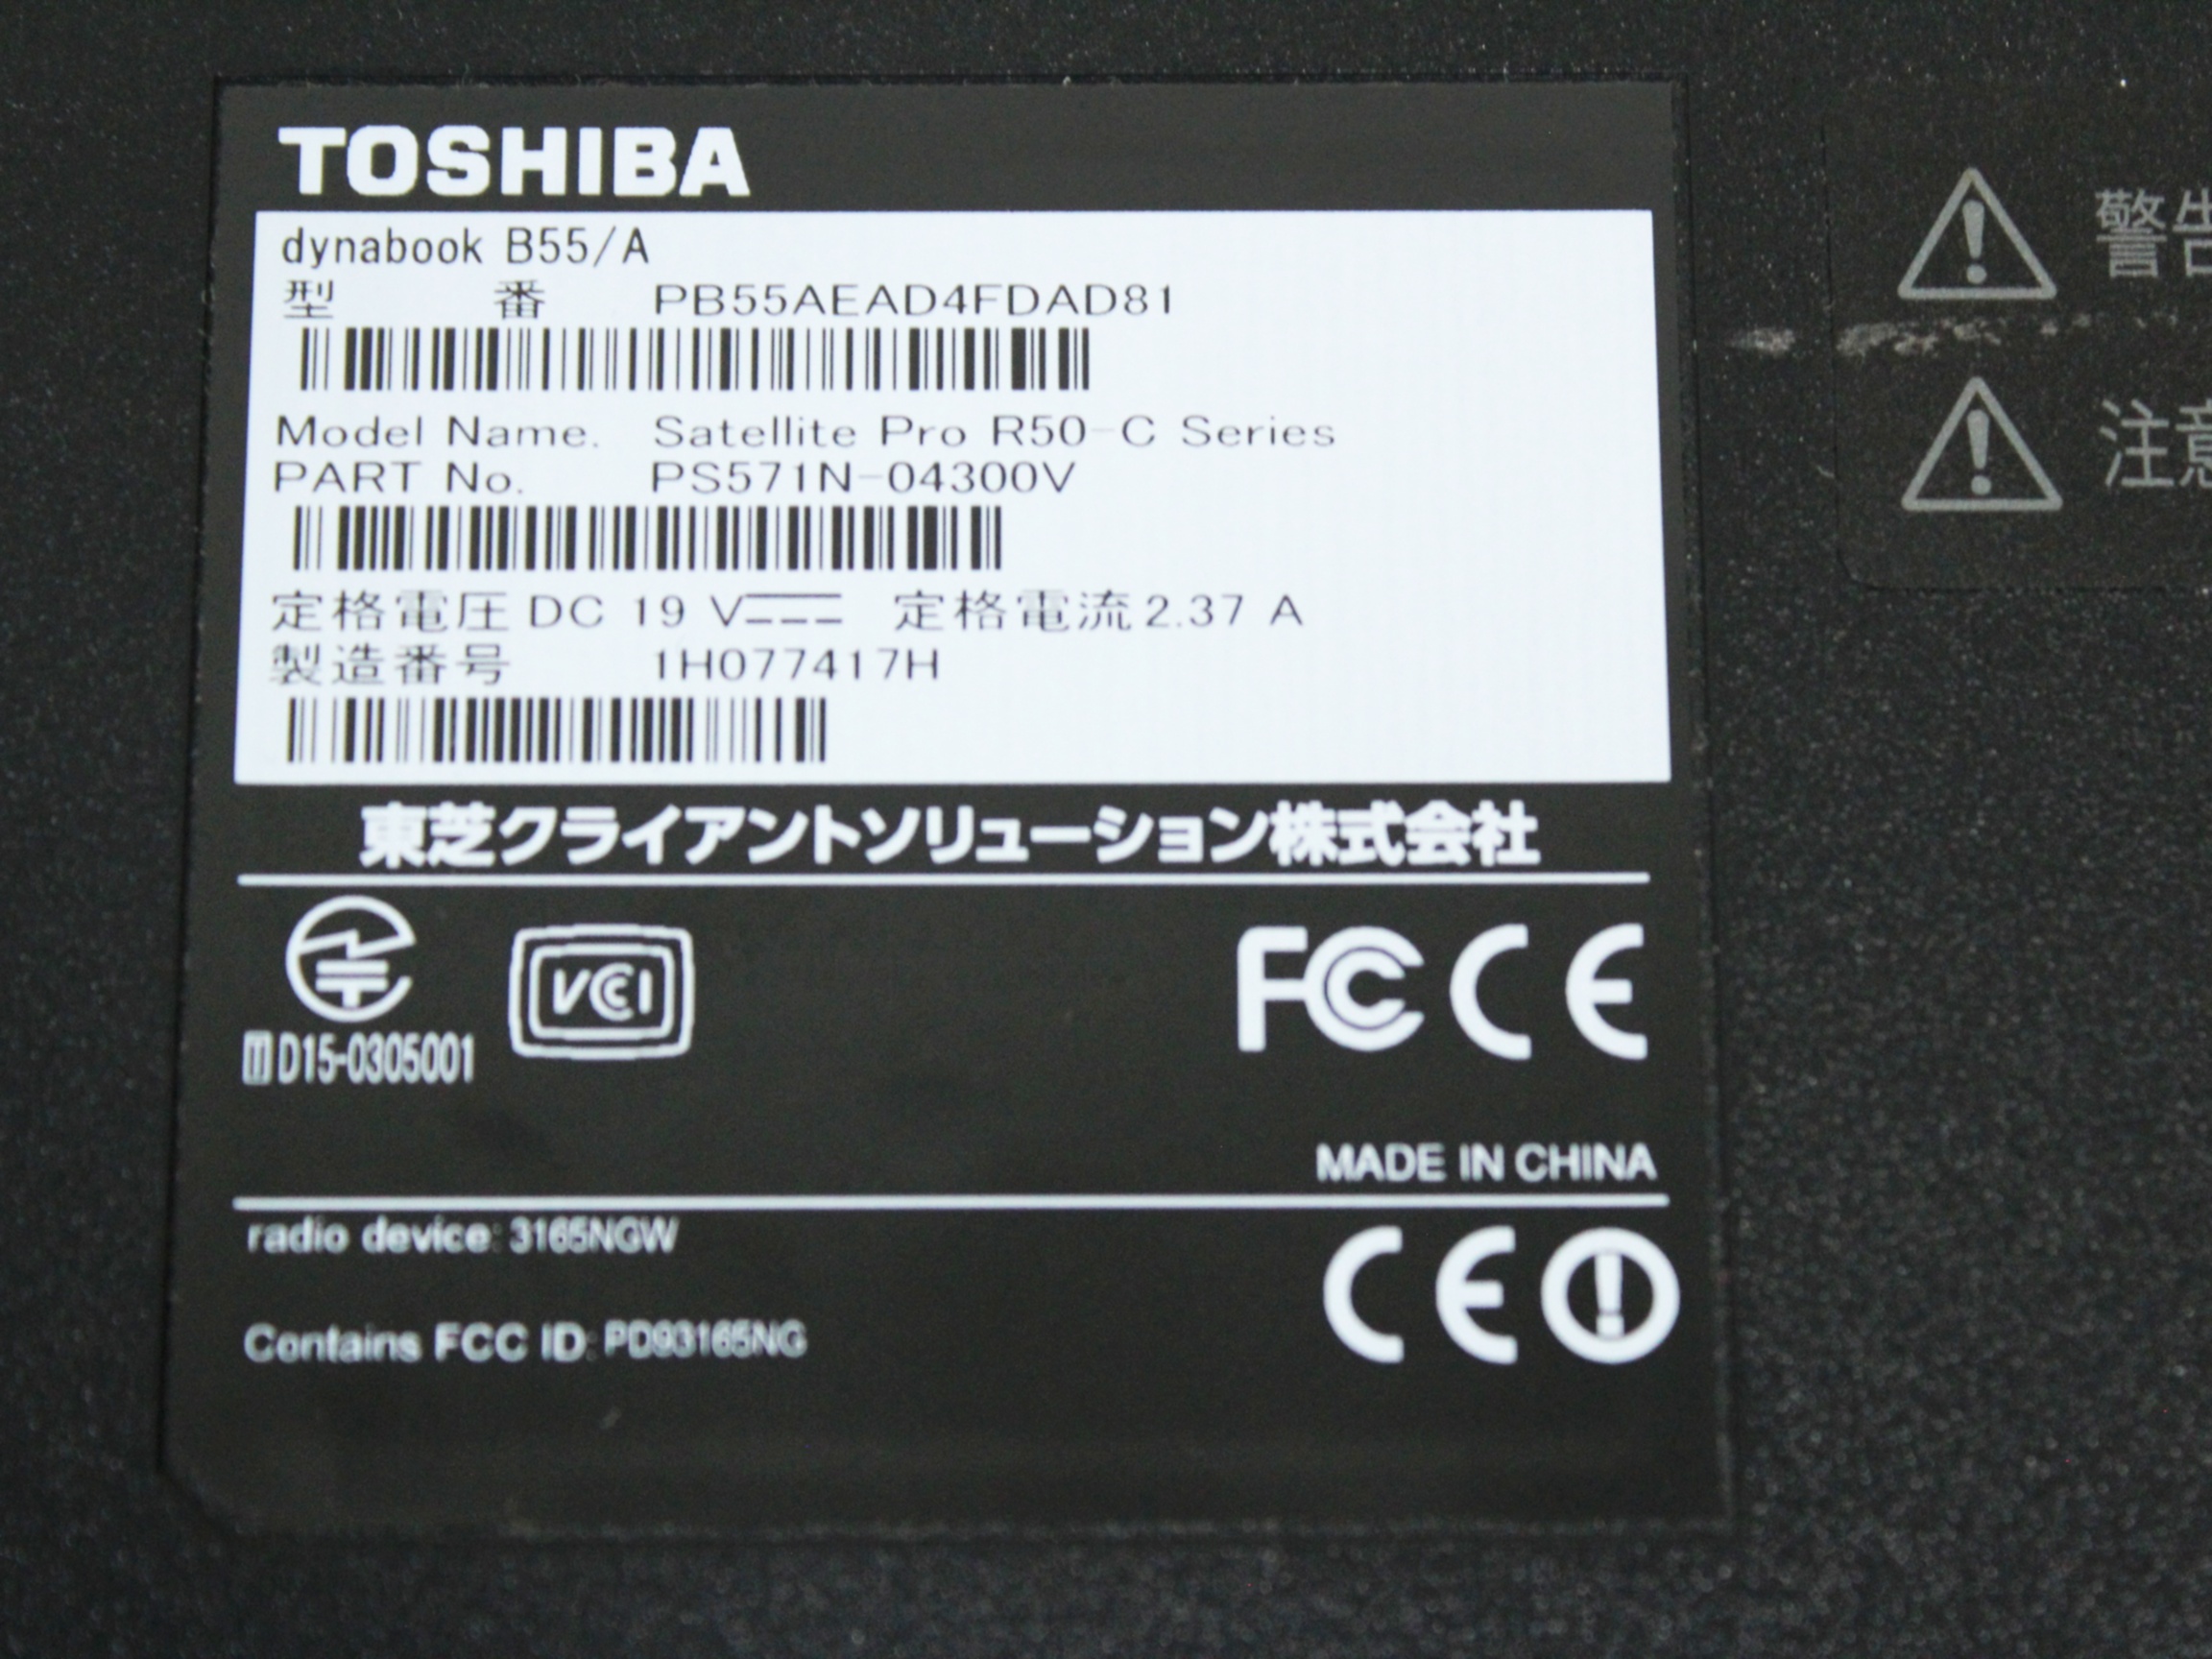 TOSHIBA
dynabook B55/A
型 番 PB55AEAD4FDAD81
Model Name. Satellite Pro R50-C Series
PART No. PS571N-04300V
定格電圧 DC 19 V 定格電流 2.37 A
製造番号 1H077417H
東芝クライアントソリューション株式会社
VCCI FC CE
T D15-0305001
MADE IN CHINA
radio device: 3165NGW
CE
Contains FCC ID: PD93165NG
警告
注意